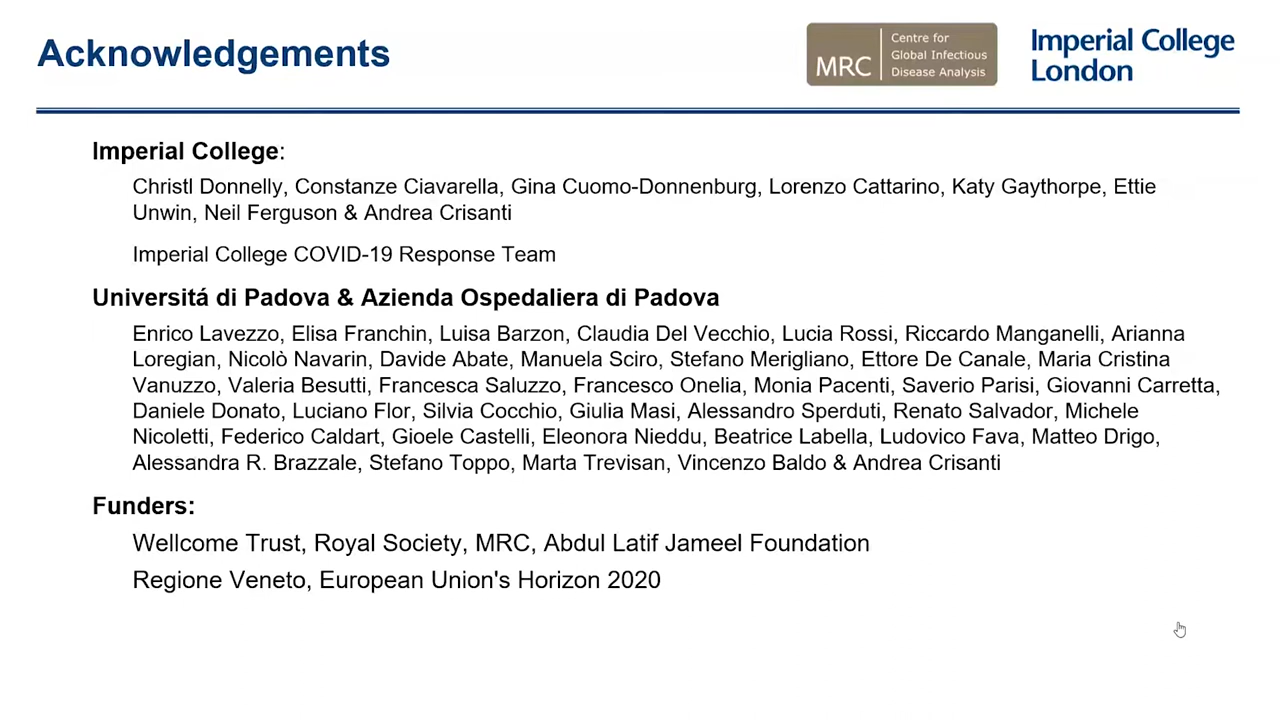 Acknowledgements
MRC
Centre for
Global Infectious
Disease Analysis
Imperial College
London
Imperial College:
Christl Donnelly, Constanze Ciavarella, Gina Cuomo-Donnenburg, Lorenzo Cattarino, Katy Gaythorpe, Ettie
Unwin, Neil Ferguson & Andrea Crisanti
Imperial College COVID-19 Response Team
Universitá di Padova & Azienda Ospedaliera di Padova
Enrico Lavezzo, Elisa Franchin, Luisa Barzon, Claudia Del Vecchio, Lucia Rossi, Riccardo Manganelli, Arianna
Loregian, Nicolò Navarin, Davide Abate, Manuela Sciro, Stefano Merigliano, Ettore De Canale, Maria Cristina
Vanuzzo, Valeria Besutti, Francesca Saluzzo, Francesco Onelia, Monia Pacenti, Saverio Parisi, Giovanni Carretta,
Daniele Donato, Luciano Flor, Silvia Cocchio, Giulia Masi, Alessandro Sperduti, Renato Salvador, Michele
Nicoletti, Federico Caldart, Gioele Castelli, Eleonora Nieddu, Beatrice Labella, Ludovico Fava, Matteo Drigo,
Alessandra R. Brazzale, Stefano Toppo, Marta Trevisan, Vincenzo Baldo & Andrea Crisanti
Funders:
Wellcome Trust, Royal Society, MRC, Abdul Latif Jameel Foundation
Regione Veneto, European Union's Horizon 2020